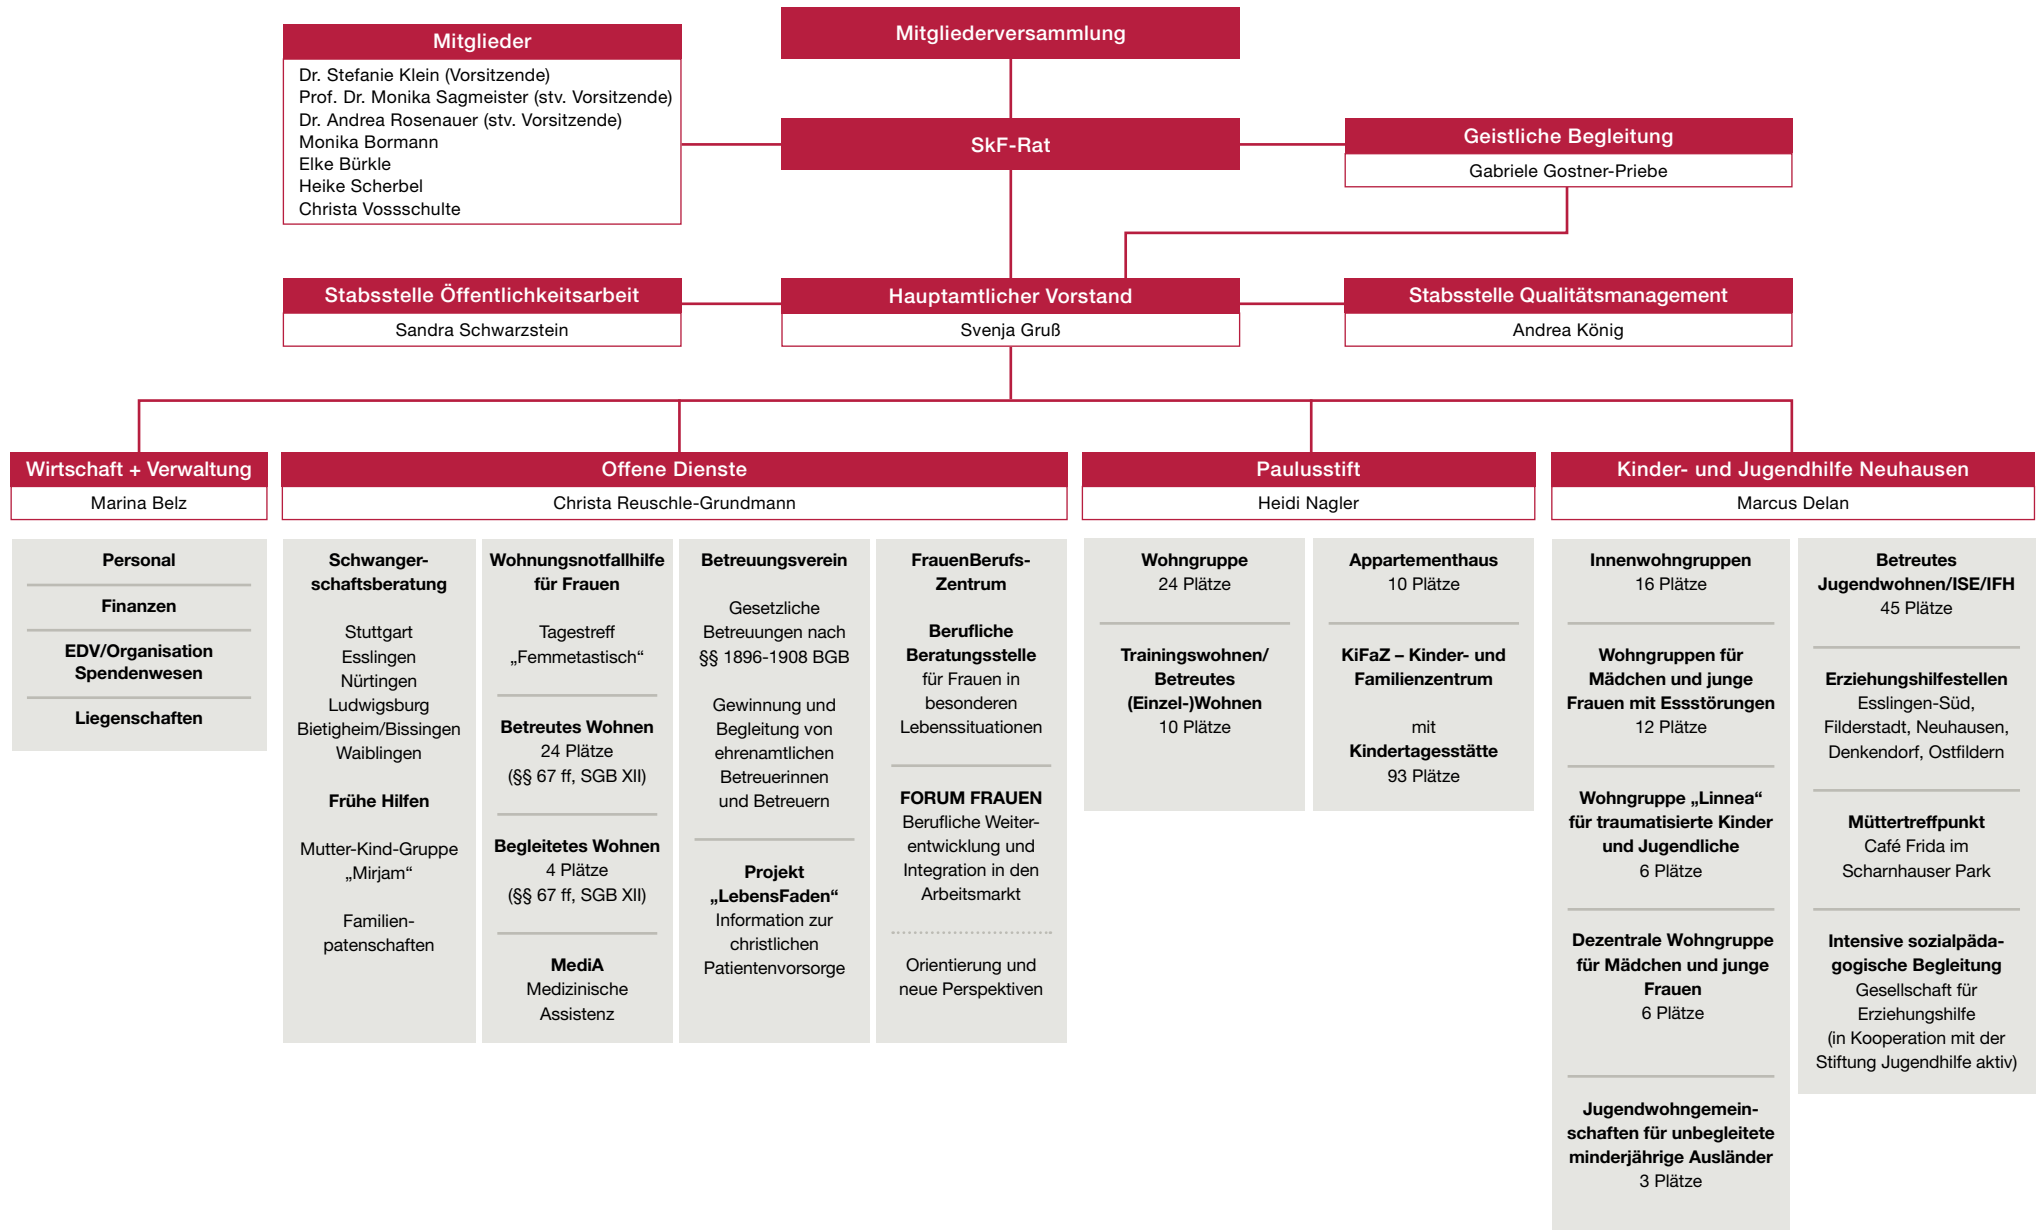 Mitgliederversammlung
Mitglieder
Dr. Stefanie Klein (Vorsitzende)
Prof. Dr. Monika Sagmeister (stv. Vorsitzende)
Dr. Andrea Rosenauer (stv. Vorsitzende)
Monika Bormann
Elke Bürkle
Heike Scherbel
Christa Vossschulte
SkF-Rat
Geistliche Begleitung
Gabriele Gostner-Priebe
Stabsstelle Öffentlichkeitsarbeit
Sandra Schwarzstein
Hauptamtlicher Vorstand
Svenja Gruß
Stabsstelle Qualitätsmanagement
Andrea König
Wirtschaft + Verwaltung
Marina Belz
Personal
Finanzen
EDV/Organisation
Spendenwesen
Liegenschaften
Offene Dienste
Christa Reuschle-Grundmann
Schwanger-
schaftsberatung
Stuttgart
Esslingen
Nürtingen
Ludwigsburg
Bietigheim/Bissingen
Waiblingen
Frühe Hilfen
Mutter-Kind-Gruppe
„Mirjam“
Familien-
patenschaften
Wohnungsnotfallhilfe
für Frauen
Tagestreff
„Femmetastisch“
Betreutes Wohnen
24 Plätze
(§§ 67 ff, SGB XII)
Begleitetes Wohnen
4 Plätze
(§§ 67 ff, SGB XII)
MediA
Medizinische
Assistenz
Betreuungsverein
Gesetzliche
Betreuungen nach
§§ 1896-1908 BGB
Gewinnung und
Begleitung von
ehrenamtlichen
Betreuerinnen
und Betreuern
Projekt
„LebensFaden“
Information zur
christlichen
Patientenvorsorge
FrauenBerufs-
Zentrum
Berufliche
Beratungsstelle
für Frauen in
besonderen
Lebenssituationen
FORUM FRAUEN
Berufliche Weiter-
entwicklung und
Integration in den
Arbeitsmarkt
Orientierung und
neue Perspektiven
Paulusstift
Heidi Nagler
Wohngruppe
24 Plätze
Trainingswohnen/
Betreutes
(Einzel-)Wohnen
10 Plätze
Appartementhaus
10 Plätze
KiFaZ – Kinder- und
Familienzentrum
mit
Kindertagesstätte
93 Plätze
Kinder- und Jugendhilfe Neuhausen
Marcus Delan
Innenwohngruppen
16 Plätze
Wohngruppen für
Mädchen und junge
Frauen mit Essstörungen
12 Plätze
Wohngruppe „Linnea“
für traumatisierte Kinder
und Jugendliche
6 Plätze
Dezentrale Wohngruppe
für Mädchen und junge
Frauen
6 Plätze
Jugendwohngemein-
schaften für unbegleitete
minderjährige Ausländer
3 Plätze
Betreutes
Jugendwohnen/ISE/IFH
45 Plätze
Erziehungshilfestellen
Esslingen-Süd,
Filderstadt, Neuhausen,
Denkendorf, Ostfildern
Müttertreffpunkt
Café Frida im
Scharnhauser Park
Intensive sozialpäda-
gogische Begleitung
Gesellschaft für
Erziehungshilfe
(in Kooperation mit der
Stiftung Jugendhilfe aktiv)